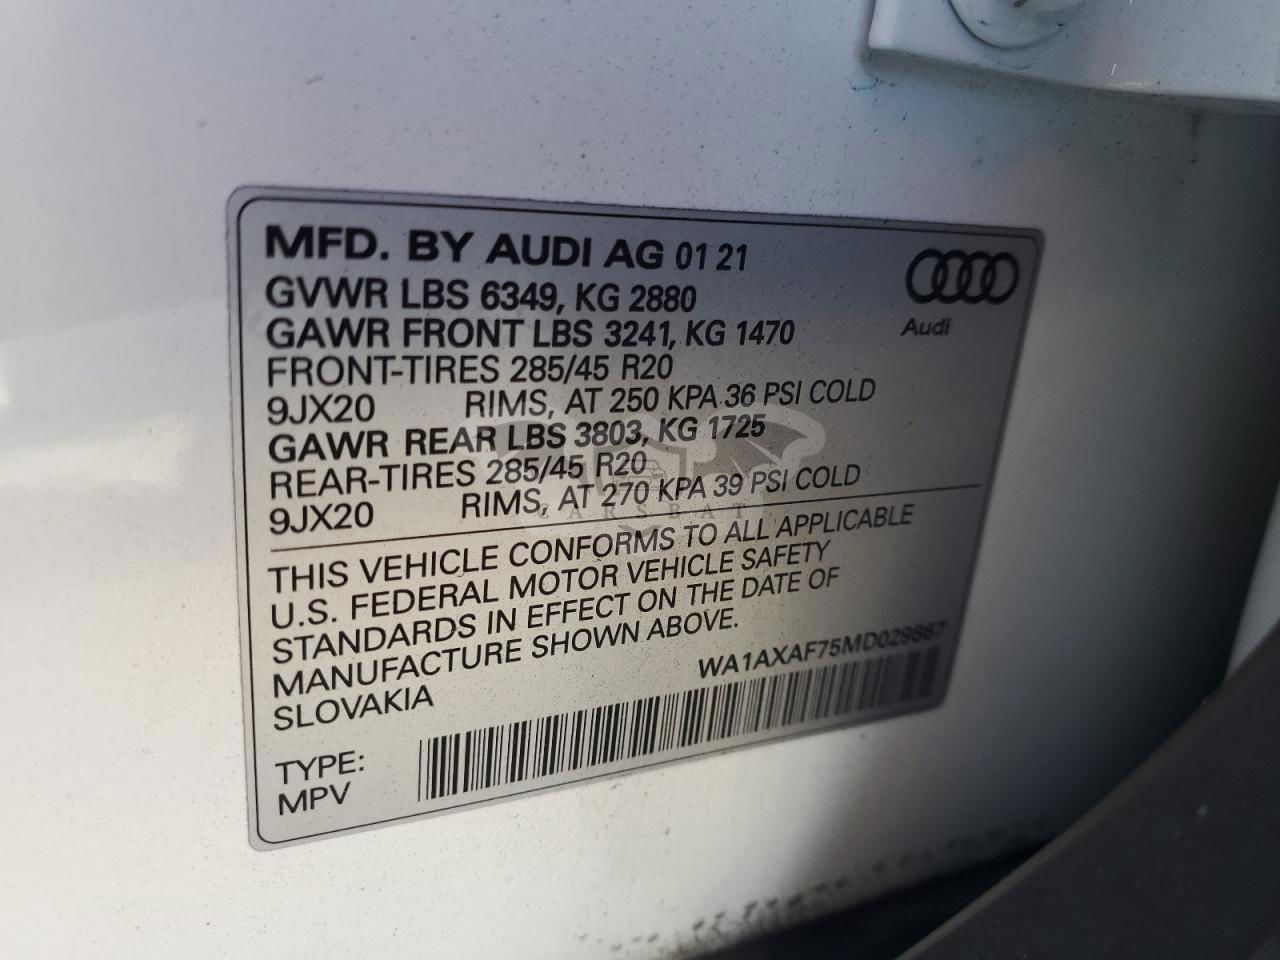 MFD. BY AUDI AG 01 21
GVWR LBS 6349, KG 2880
GAWR FRONT LBS 3241, KG 1470
FRONT-TIRES 285/45 R20
9JX20 RIMS, AT 250 KPA 36 PSI COLD
GAWR REAR LBS 3803, KG 1725
REAR-TIRES 285/45 R20
9JX20 RIMS, AT 270 KPA 39 PSI COLD
THIS VEHICLE CONFORMS TO ALL APPLICABLE
U.S. FEDERAL MOTOR VEHICLE SAFETY
STANDARDS IN EFFECT ON THE DATE OF
MANUFACTURE SHOWN ABOVE.
SLOVAKIA
WA1AXAF75MD029867
TYPE:
MPV
Audi
CARSBAT